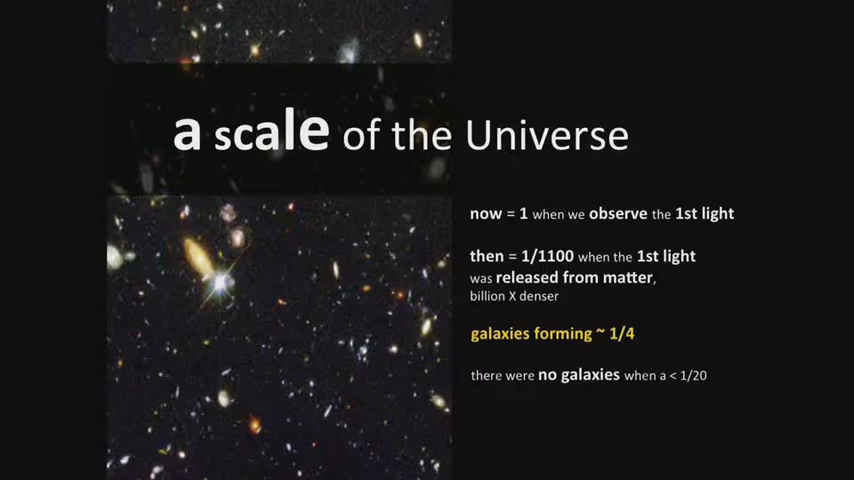 a scale of the Universe
now = 1 when we observe the 1st light
then = 1/1100 when the 1st light
was released from matter,
billion X denser
galaxies forming ~ 1/4
there were no galaxies when a < 1/20